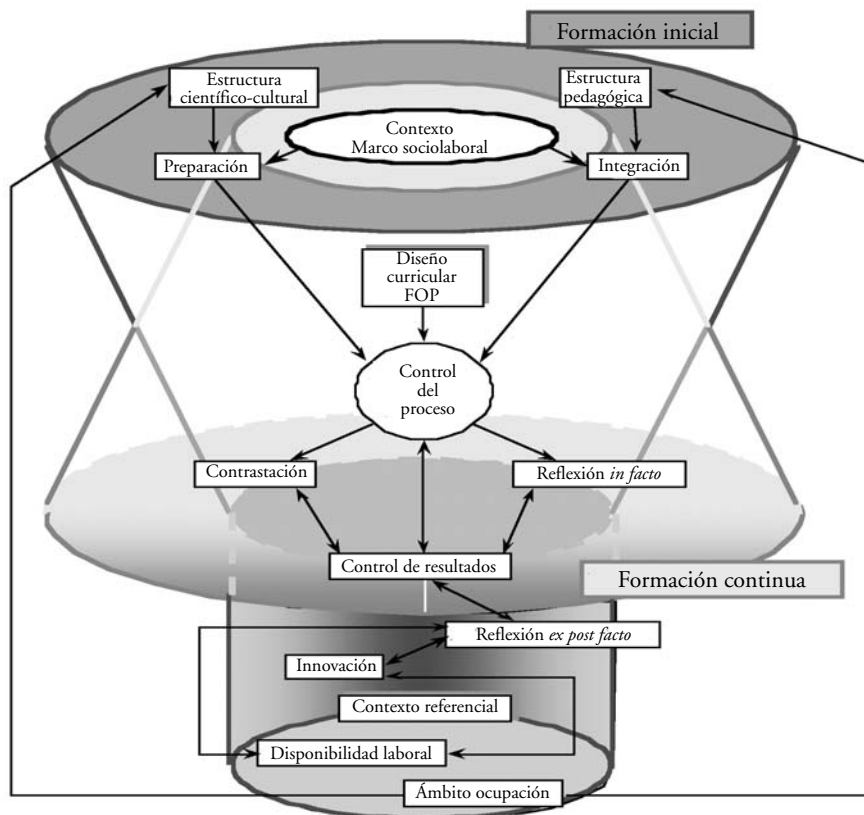 Formación inicial
Estructura
científico-cultural
Estructura
pedagógica
Contexto
Marco sociolaboral
Preparación
Integración
Diseño
curricular
FOP
Control
del
proceso
Contrastación
Reflexión in facto
Control de resultados
Formación continua
Reflexión ex post facto
Innovación
Contexto referencial
Disponibilidad laboral
Ámbito ocupación